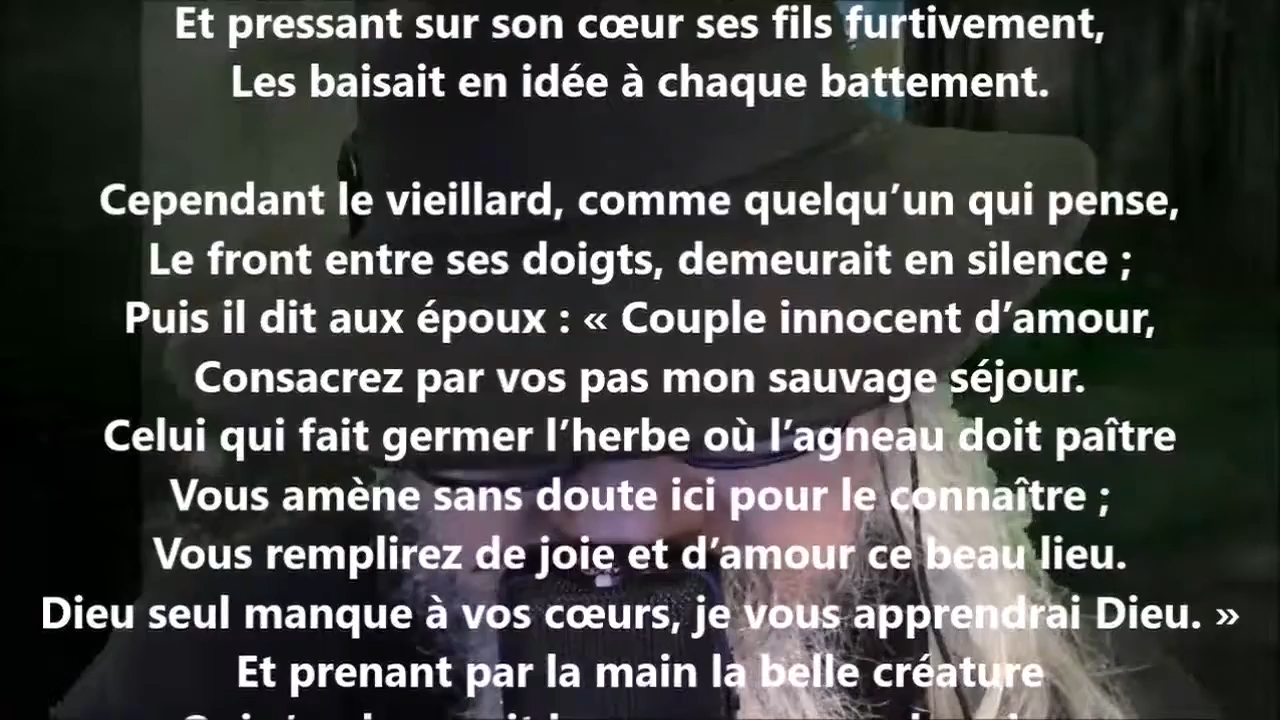 Et pressant sur son cœur ses fils furtivement,
Les baisait en idée à chaque battement.
Cependant le vieillard, comme quelqu’un qui pense,
Le front entre ses doigts, demeurait en silence ;
Puis il dit aux époux : « Couple innocent d’amour,
Consacrez par vos pas mon sauvage séjour.
Celui qui fait germer l’herbe où l’agneau doit paître
Vous amène sans doute ici pour le connaître ;
Vous remplirez de joie et d’amour ce beau lieu.
Dieu seul manque à vos cœurs, je vous apprendrai Dieu. »
Et prenant par la main la belle créature